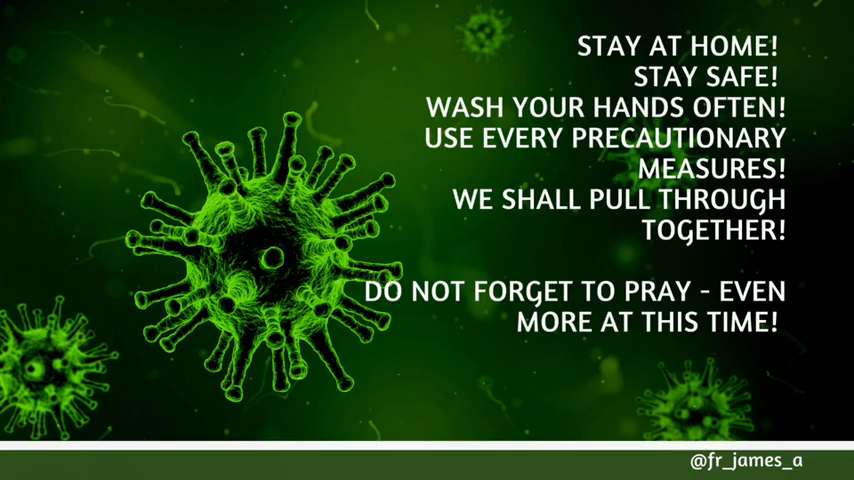 STAY AT HOME!
STAY SAFE!
WASH YOUR HANDS OFTEN!
USE EVERY PRECAUTIONARY
MEASURES!
WE SHALL PULL THROUGH
TOGETHER!
DO NOT FORGET TO PRAY - EVEN
MORE AT THIS TIME!
@fr_james_a